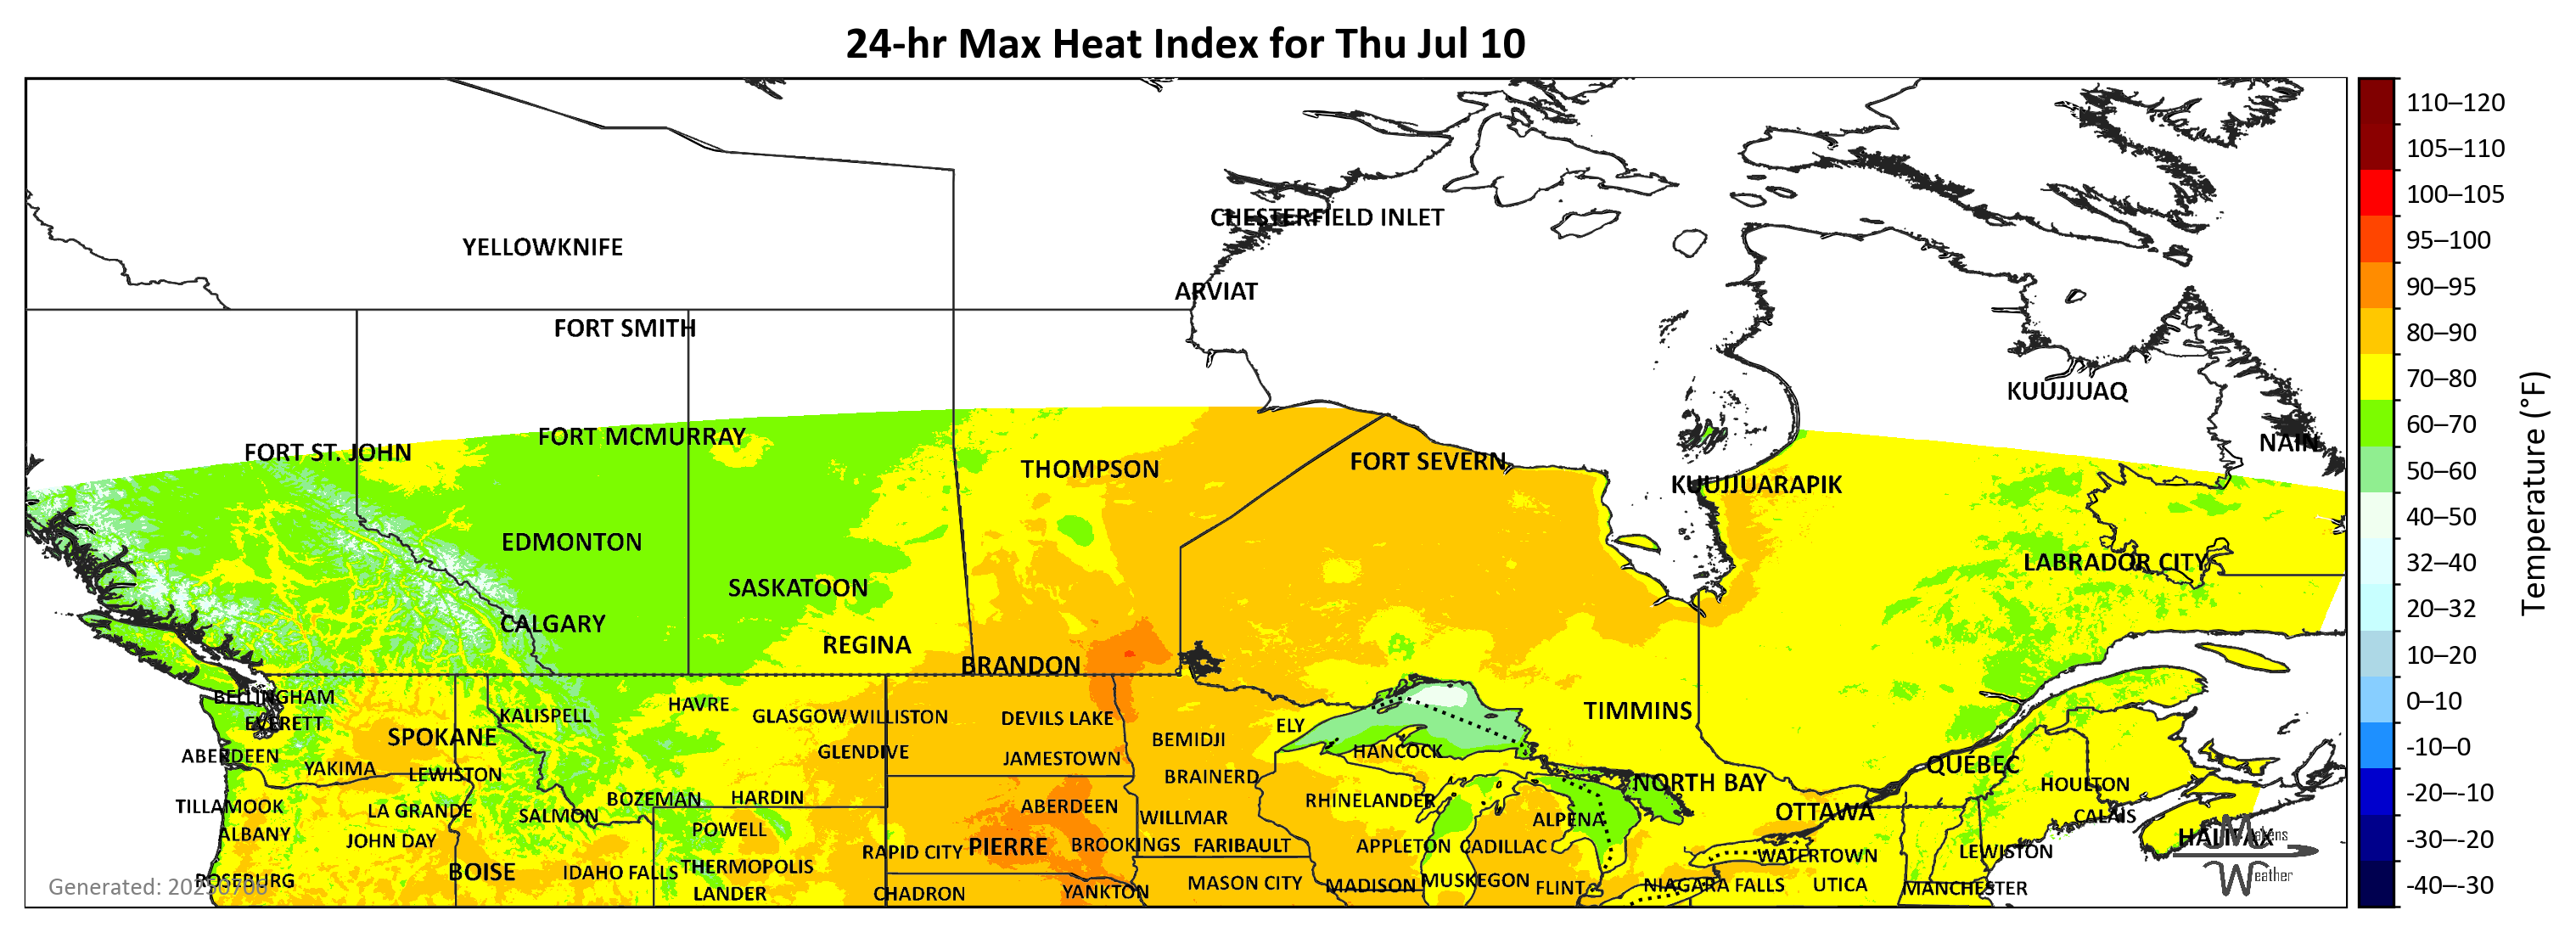 24-hr Max Heat Index for Thu Jul 10
110–120
105–110
CHESTERFIELD INLET
100–105
YELLOWKNIFE
95–100
ARVIAT
90–95
FORT SMITH
80–90
KUUJJUAQ
70–80
FORT MCMURRAY
60–70
FORT ST. JOHN
NAIN
THOMPSON
FORT SEVERN
50–60
KUUJJUARAPIK
40–50
EDMONTON
LABRADOR CITY
32–40
SASKATOON
20–32
CALGARY
REGINA
BRANDON
10–20
BELLINGHAM
HAVRE
0–10
KALISPELL
GLASGOW
WILLISTON
DEVILS LAKE
TIMMINS
EVERETT
ELY
SPOKANE
BEMIDJI
-10–0
ABERDEEN
GLENDIVE
JAMESTOWN
HANCOCK
QUÉBEC
YAKIMA
LEWISTON
BRAINERD
NORTH BAY
HOULTON
-20–-10
TILLAMOOK
LA GRANDE
BOZEMAN
HARDIN
ABERDEEN
RHINELANDER
SALMON
WILLMAR
ALPENA
OTTAWA
CALAIS
ALBANY
POWELL
HALIFAX
Makens
Weather
-30–-20
JOHN DAY
RAPID CITY
PIERRE
BROOKINGS
FARIBAULT
APPLETON
CADILLAC
WATERTOWN
LEWISTON
BOISE
IDAHO FALLS
THERMOPOLIS
ROSEBURG
MASON CITY
MADISON
MUSKEGON
FLINT
NIAGARA FALLS
UTICA
MANCHESTER
-40–-30
LANDER
CHADRON
YANKTON
Generated: 20250706
Temperature (°F)